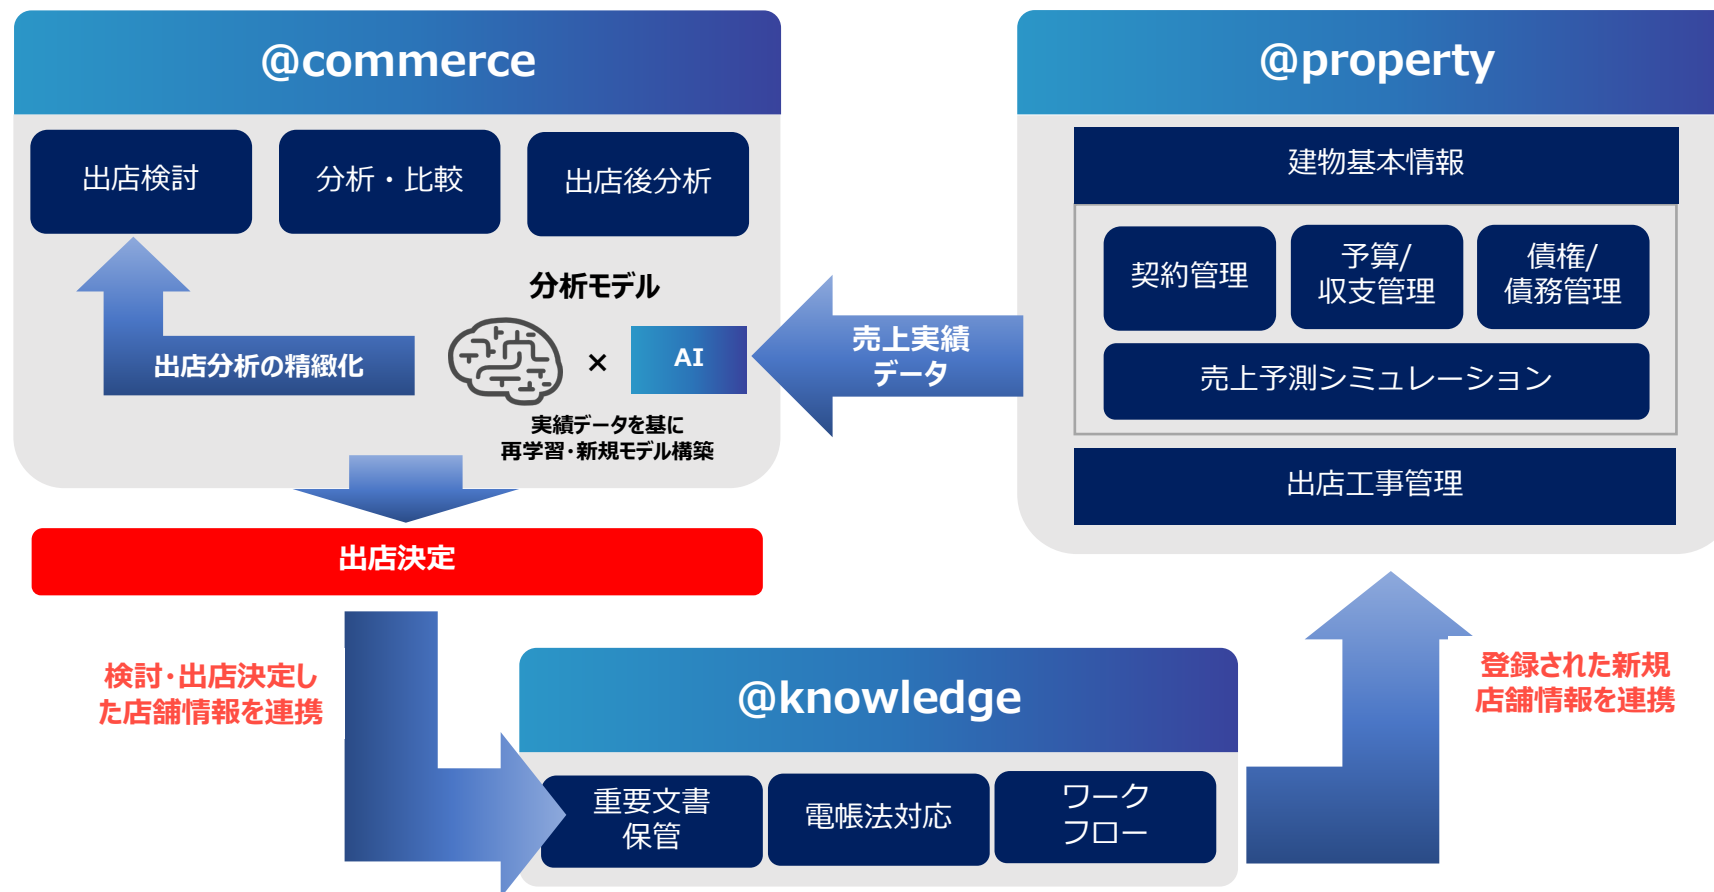 @commerce
出店検討
分析・比較
出店後分析
分析モデル
出店分析の精緻化
×
AI
実績データを基に
再学習・新規モデル構築
売上実績
データ
@property
建物基本情報
契約管理
予算/
収支管理
債権/
債務管理
売上予測シミュレーション
出店工事管理
出店決定
検討・出店決定し
た店舗情報を連携
@knowledge
重要文書
保管
電帳法対応
ワーク
フロー
登録された新規
店舗情報を連携